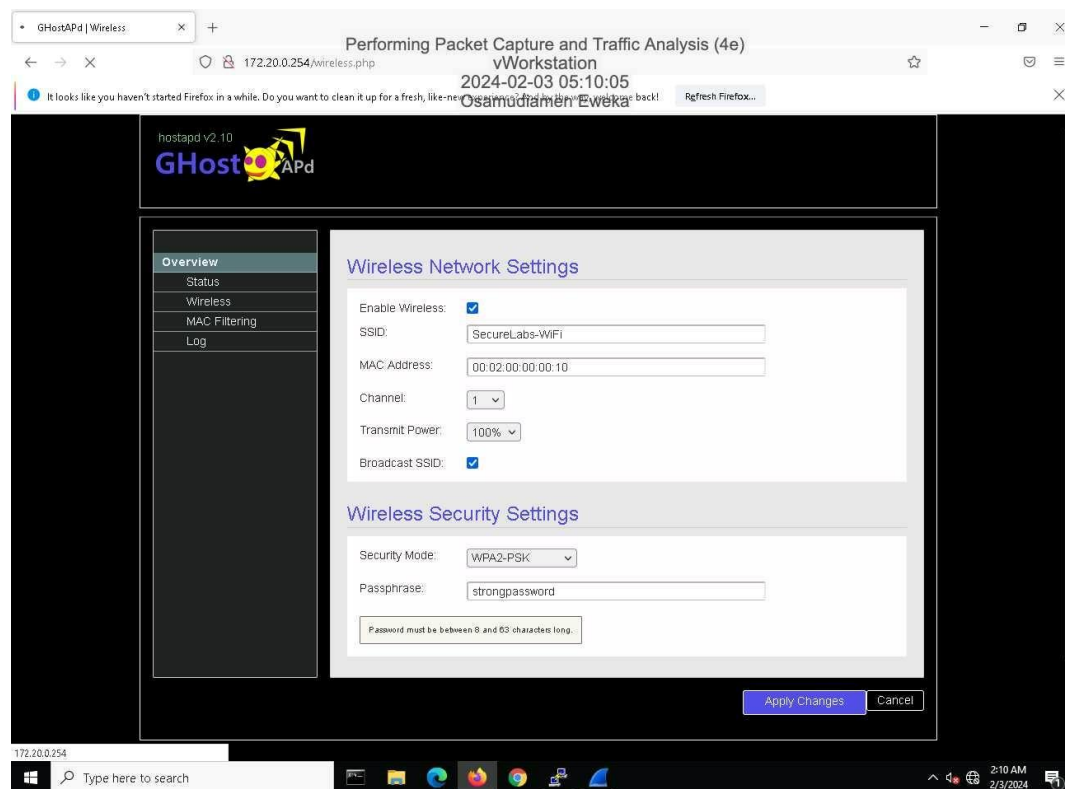 GHostAPd | Wireless
Performing Packet Capture and Traffic Analysis (4e)
vWorkstation
172.20.0.254/wireless.php
2024-02-03 05:10:05
It looks like you haven't started Firefox in a while. Do you want to clean it up for a fresh, like-new experience? And by the way, welcome back!
Refresh Firefox...
Osamudiamen Eweka
hostapd v2.10
GHost APd
Overview
Status
Wireless
MAC Filtering
Log
Wireless Network Settings
Enable Wireless:
SSID: SecureLabs-WiFi
MAC Address: 00:02:00:00:00:10
Channel: 1
Transmit Power: 100%
Broadcast SSID:
Wireless Security Settings
Security Mode: WPA2-PSK
Passphrase: strongpassword
Password must be between 8 and 63 characters long.
Apply Changes Cancel
172.20.0.254
Type here to search
2:10 AM
2/3/2024